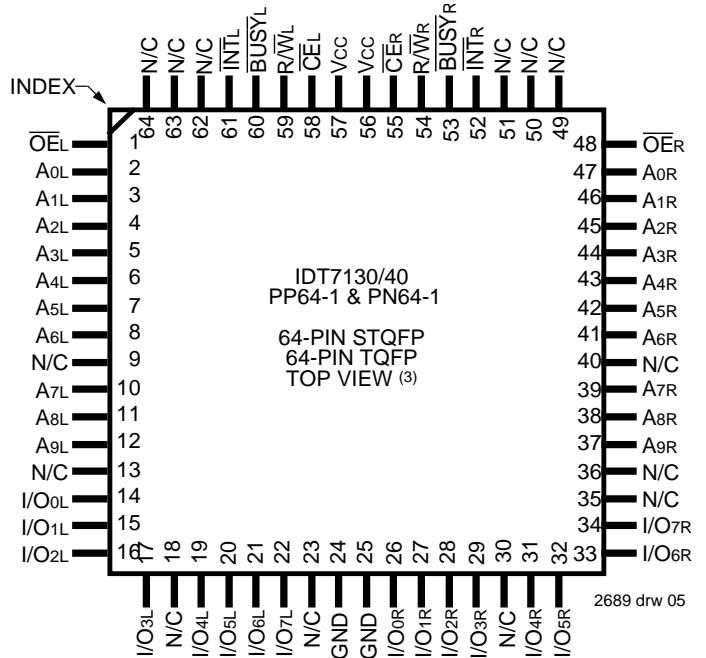 N/C
N/C
N/C
INTL
BUSYL
R/WL
CEL
VCC
VCC
CER
R/WR
BUSYR
INTR
N/C
N/C
N/C
INDEX
64 63 62 61 60 59 58 57 56 55 54 53 52 51 50 49
OEL 1 48 OER
A0L 2 47 A0R
A1L 3 46 A1R
A2L 4 45 A2R
A3L 5 44 A3R
A4L 6 43 A4R
A5L 7 42 A5R
A6L 8 41 A6R
N/C 9 40 N/C
A7L 10 39 A7R
A8L 11 38 A8R
A9L 12 37 A9R
N/C 13 36 N/C
I/O0L 14 35 N/C
I/O1L 15 34 I/O7R
I/O2L 16 33 I/O6R
IDT7130/40
PP64-1 & PN64-1
64-PIN STQFP
64-PIN TQFP
TOP VIEW (3)
17 18 19 20 21 22 23 24 25 26 27 28 29 30 31 32
I/O3L
N/C
I/O4L
I/O5L
I/O6L
I/O7L
N/C
GND
GND
I/O0R
I/O1R
I/O2R
I/O3R
N/C
I/O4R
I/O5R
2689 drw 05